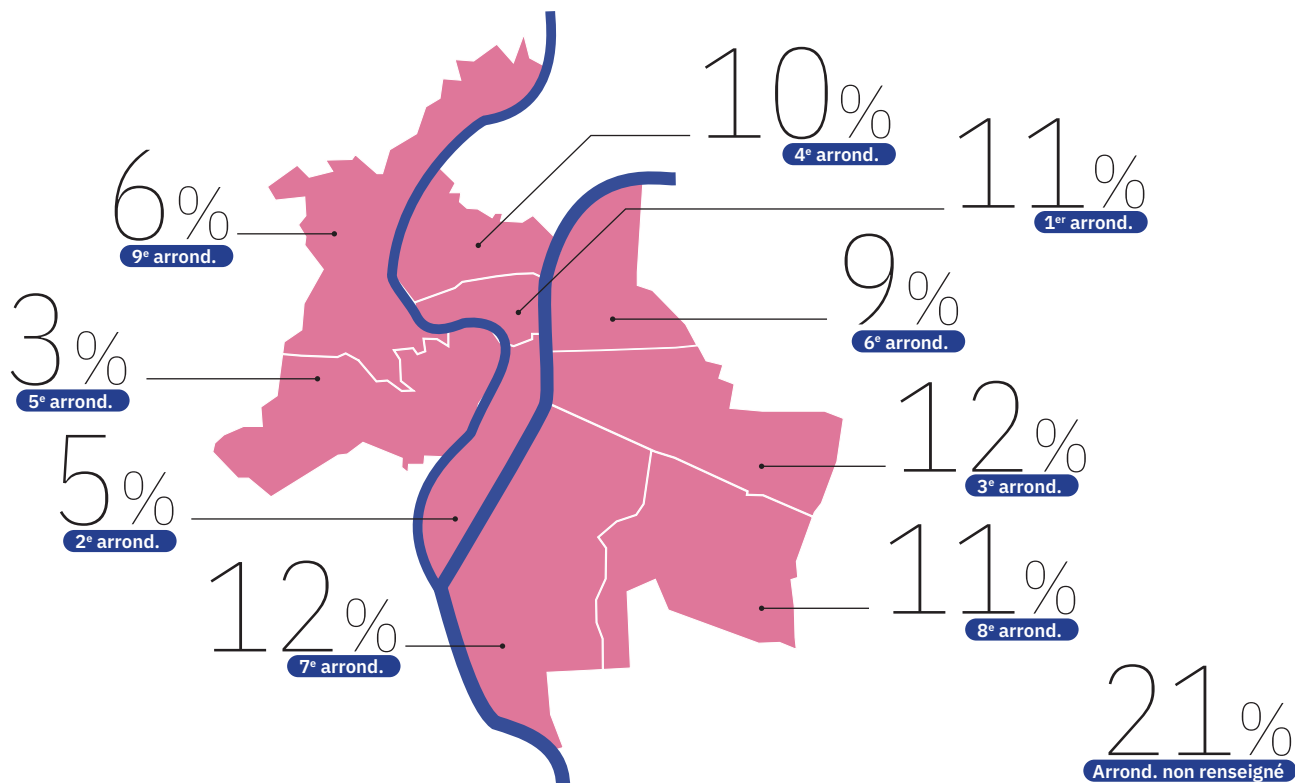 10%
4e arrond.
11%
1er arrond.
6%
9e arrond.
9%
6e arrond.
3%
5e arrond.
12%
3e arrond.
5%
2e arrond.
11%
8e arrond.
12%
7e arrond.
21%
Arrond. non renseigné